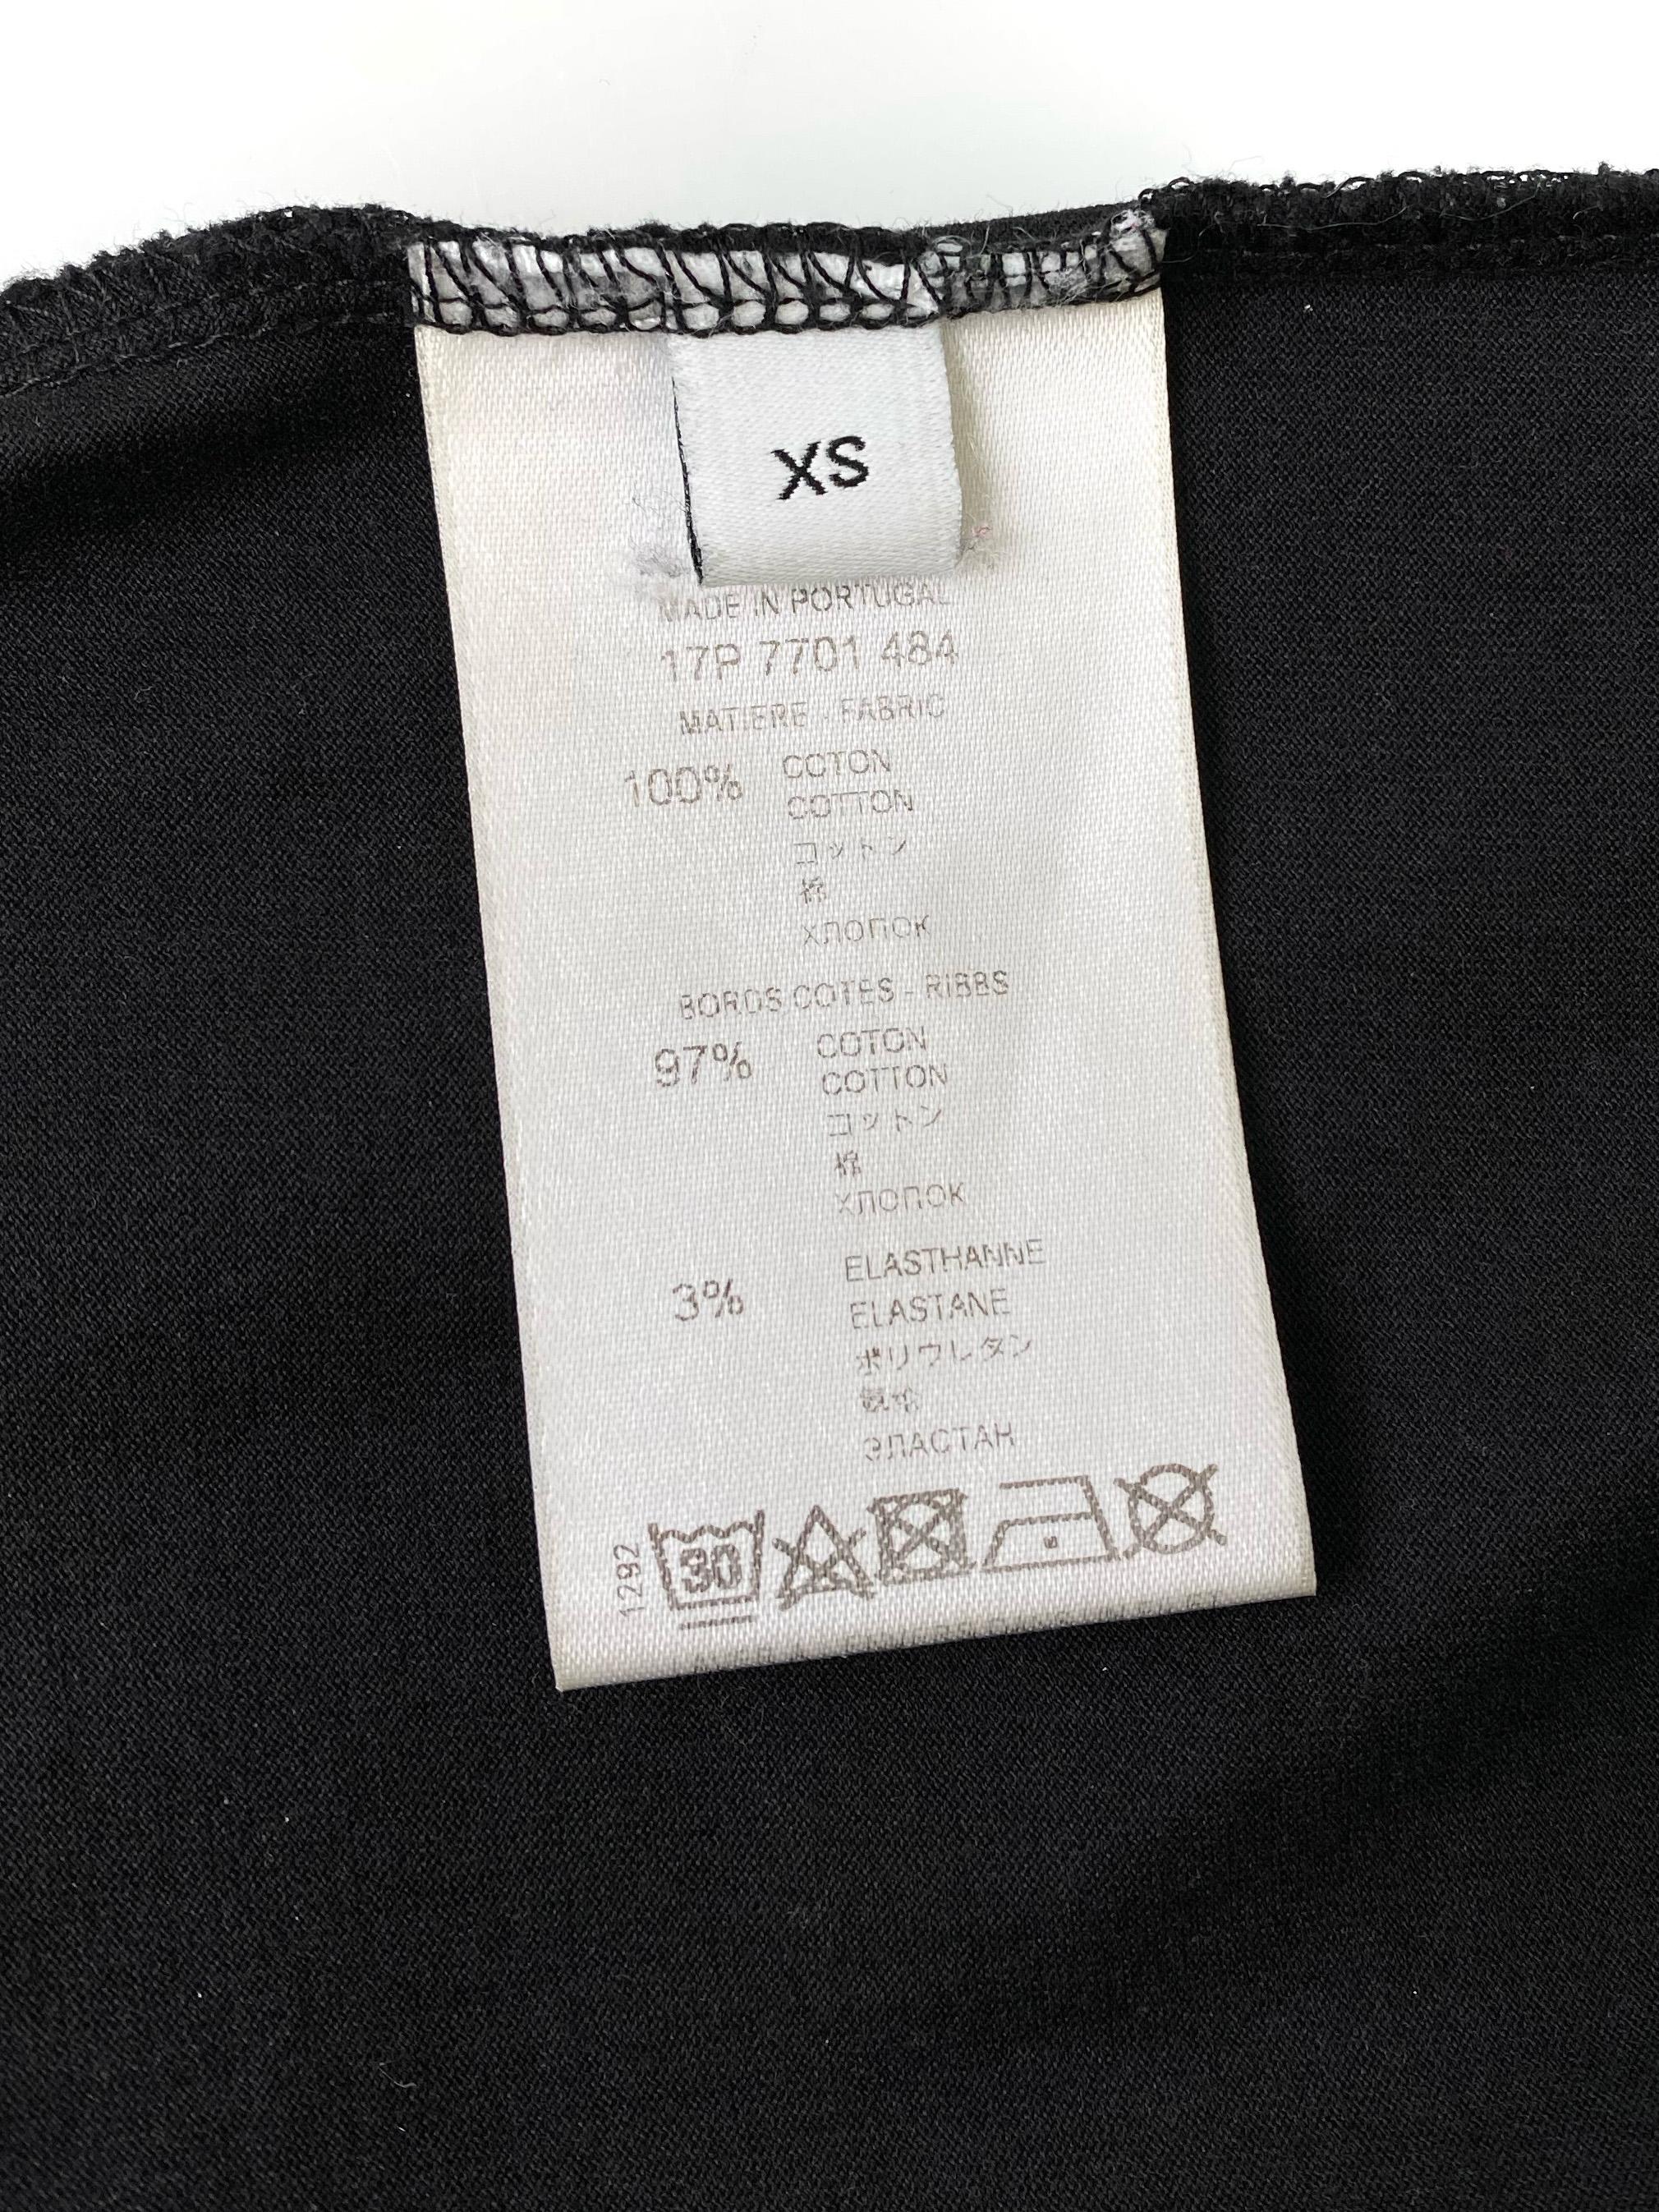 XS
MADE IN PORTUGAL
17P 7701 484
MATIERE - FABRIC
100% COTON
COTTON
コットン
棉
ХЛОПОК
BORDS COTES - RIBBS
97% COTON
COTTON
コットン
棉
ХЛОПОК
3% ELASTHANNE
ELASTANE
ポリウレタン
ЭЛАСТАН
1292
30